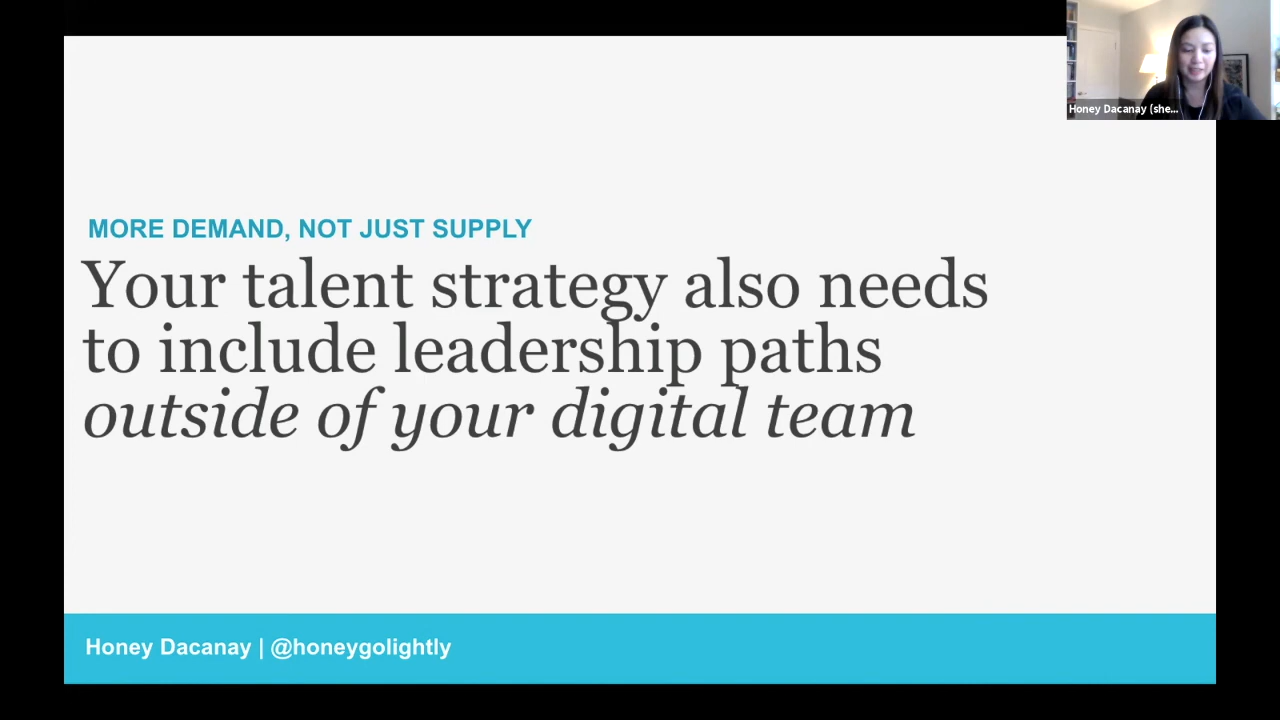 Honey Dacanay (she...
MORE DEMAND, NOT JUST SUPPLY
Your talent strategy also needs
to include leadership paths
outside of your digital team
Honey Dacanay | @honeygolightly